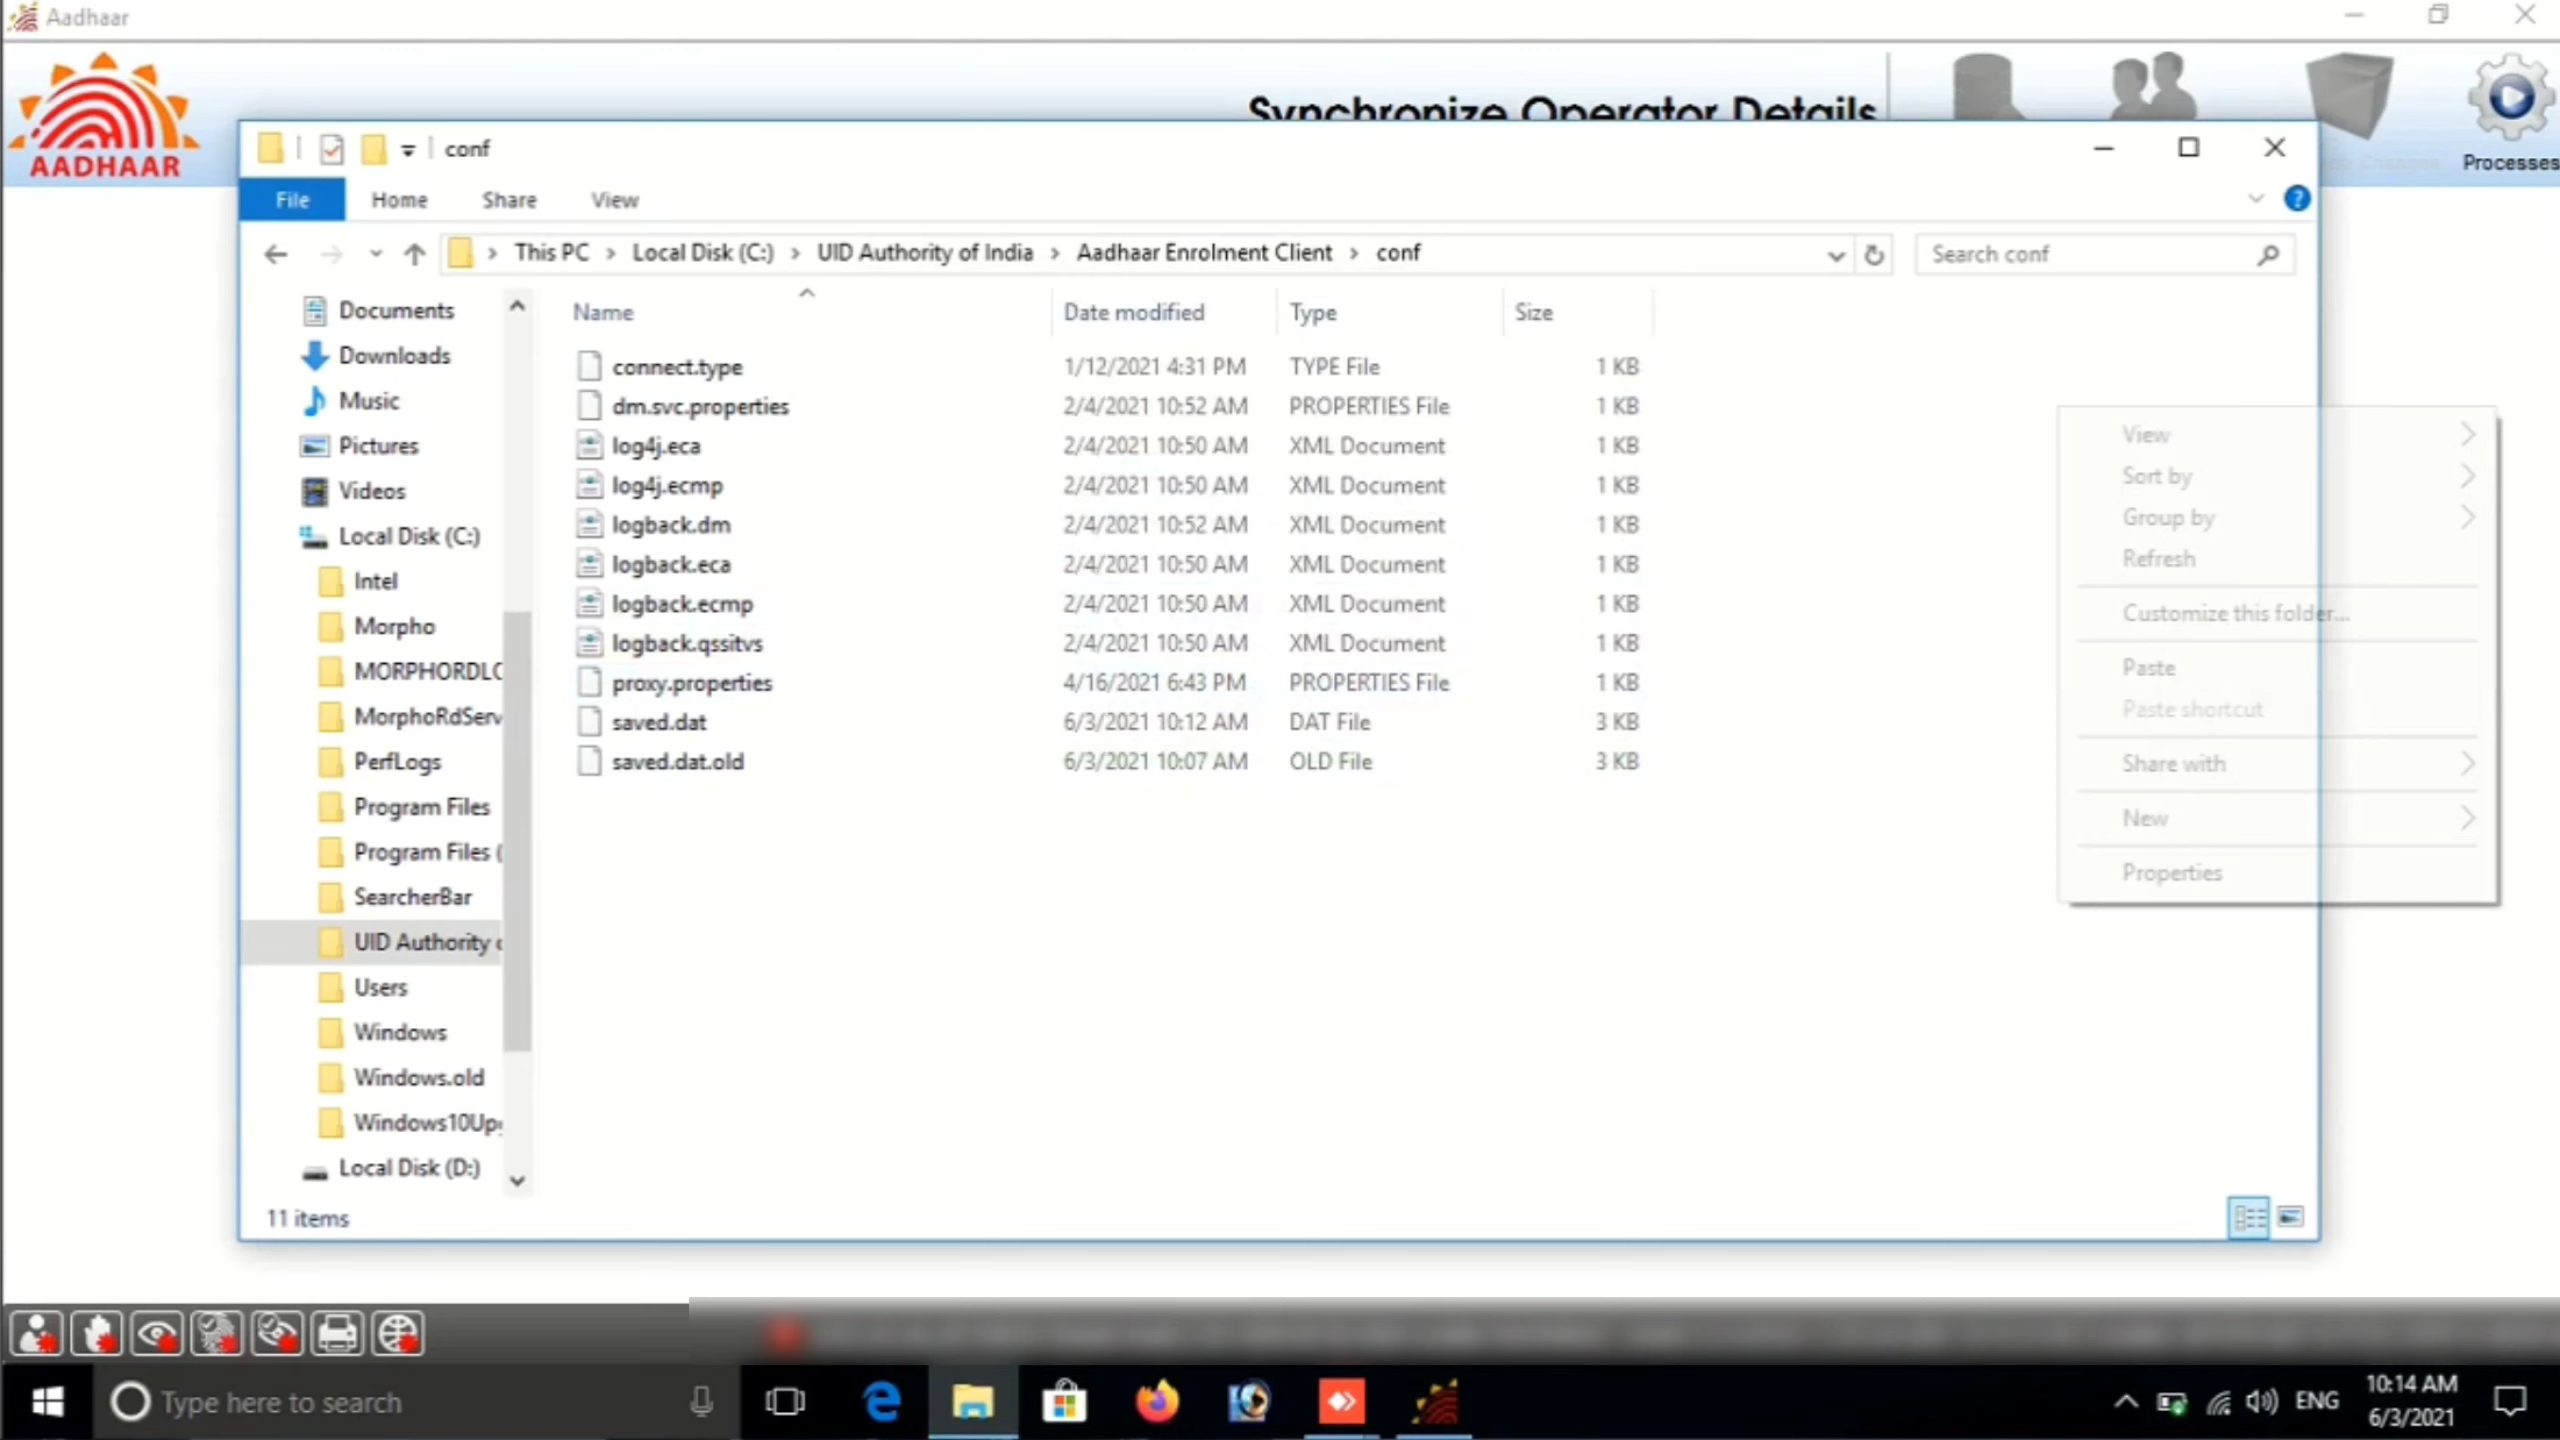 Aadhaar
AADHAAR
Synchronize Operator Details
Processes
conf
File Home Share View
This PC Local Disk (C:) UID Authority of India Aadhaar Enrolment Client conf
Search conf
Documents
Downloads
Music
Pictures
Videos
Local Disk (C:)
Intel
Morpho
MORPHORDLC
MorphoRdServ
PerfLogs
Program Files
Program Files (
SearcherBar
UID Authority o
Users
Windows
Windows.old
Windows10Upg
Local Disk (D:)
Name Date modified Type Size
connect.type 1/12/2021 4:31 PM TYPE File 1 KB
dm.svc.properties 2/4/2021 10:52 AM PROPERTIES File 1 KB
log4j.eca 2/4/2021 10:50 AM XML Document 1 KB
log4j.ecmp 2/4/2021 10:50 AM XML Document 1 KB
logback.dm 2/4/2021 10:52 AM XML Document 1 KB
logback.eca 2/4/2021 10:50 AM XML Document 1 KB
logback.ecmp 2/4/2021 10:50 AM XML Document 1 KB
logback.qssitvs 2/4/2021 10:50 AM XML Document 1 KB
proxy.properties 4/16/2021 6:43 PM PROPERTIES File 1 KB
saved.dat 6/3/2021 10:12 AM DAT File 3 KB
saved.dat.old 6/3/2021 10:07 AM OLD File 3 KB
View
Sort by
Group by
Refresh
Customize this folder...
Paste
Paste shortcut
Share with
New
Properties
11 items
Type here to search
ENG
10:14 AM
6/3/2021